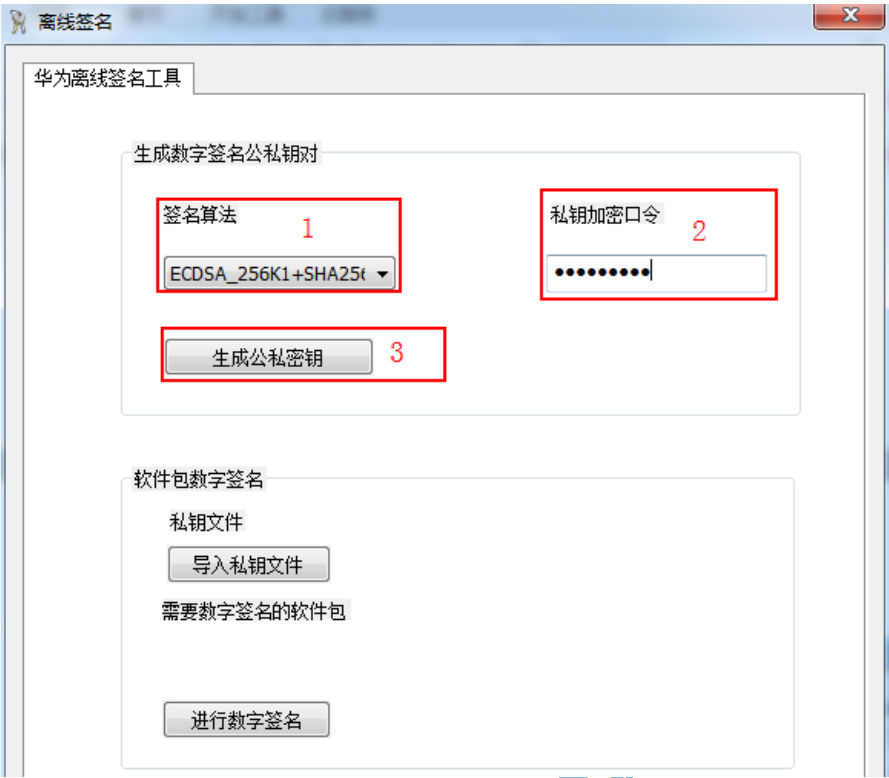 离线签名
华为离线签名工具
生成数字签名公私钥对
签名算法
1
私钥加密口令
2
ECDSA_256K1+SHA256
•••••••••
生成公私密钥
3
软件包数字签名
私钥文件
导入私钥文件
需要数字签名的软件包
进行数字签名